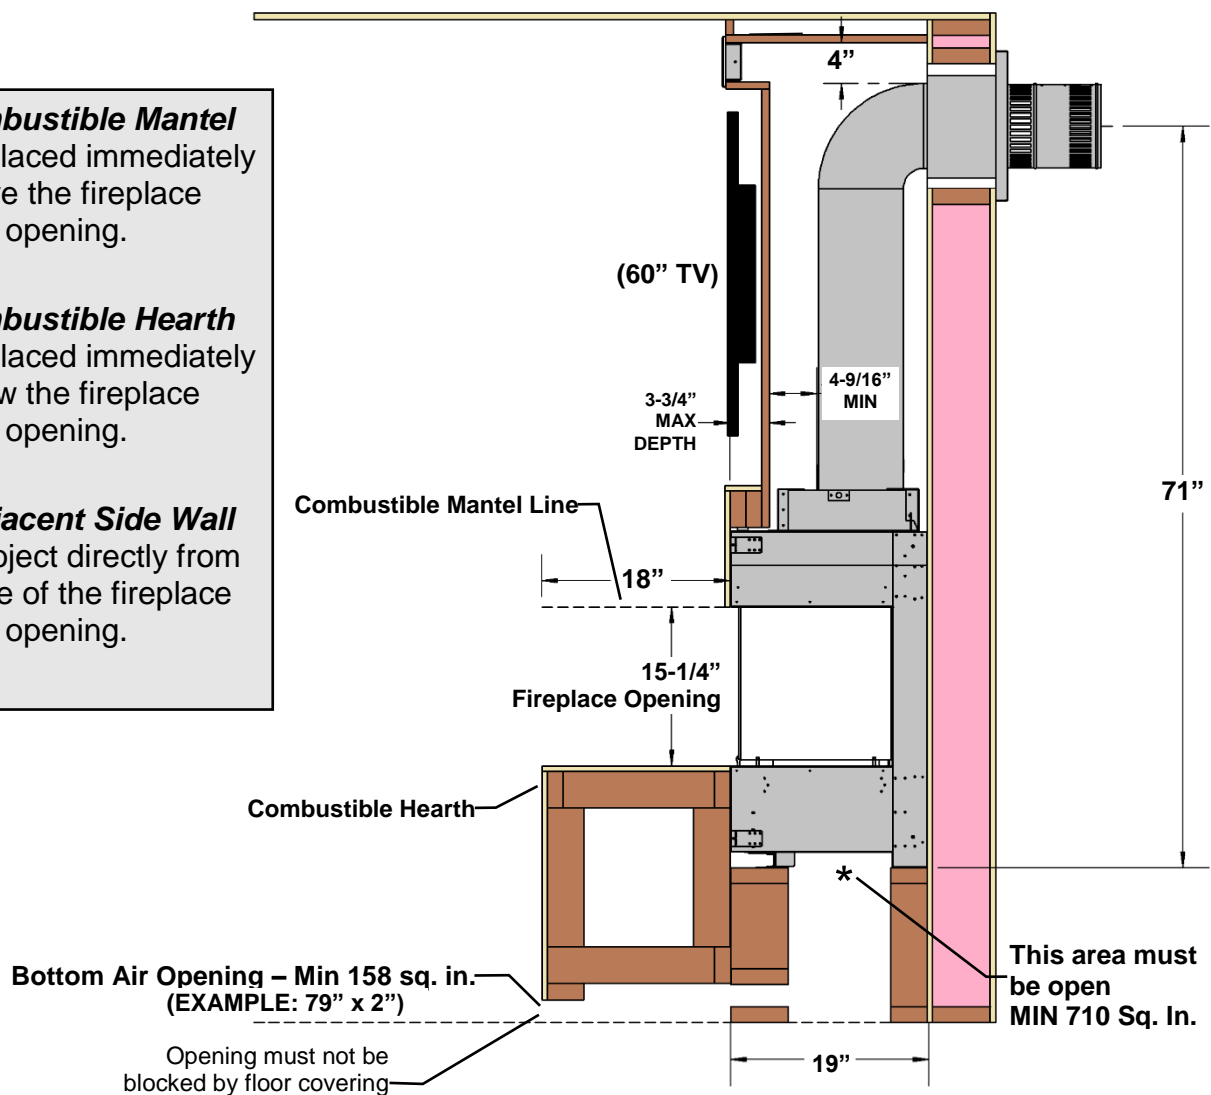 mbustible Mantel
laced immediately
e the fireplace
opening.
mbustible Hearth
laced immediately
w the fireplace
opening.
jacent Side Wall
oject directly from
e of the fireplace
opening.
4”
(60” TV)
4-9/16”
MIN
3-3/4”
MAX
DEPTH
71”
Combustible Mantel Line
18”
15-1/4”
Fireplace Opening
Combustible Hearth
*
This area must
be open
MIN 710 Sq. In.
Bottom Air Opening – Min 158 sq. in.
(EXAMPLE: 79” x 2”)
Opening must not be
blocked by floor covering
19”